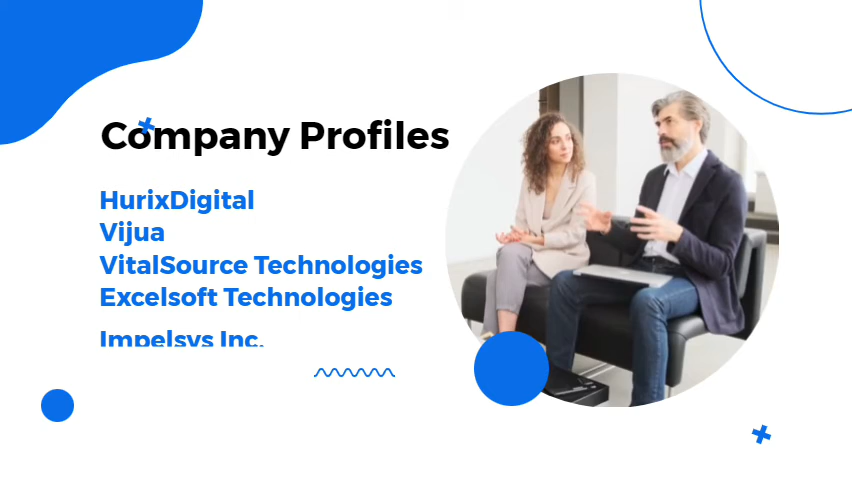 Company Profiles
HurixDigital
Vijua
VitalSource Technologies
Excelsoft Technologies
Impelsys Inc.